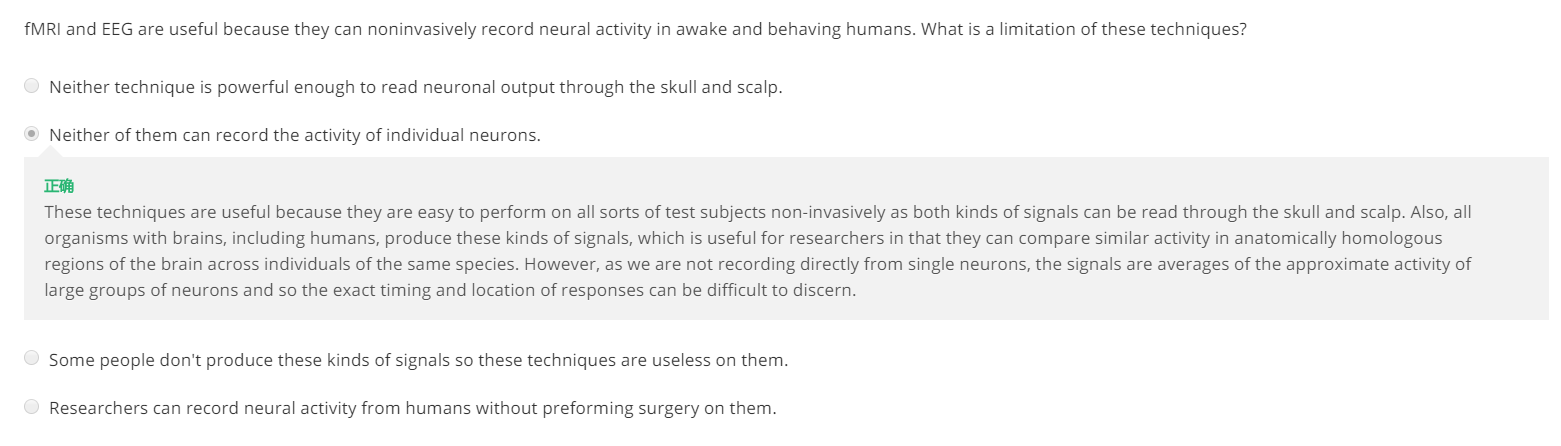 fMRI and EEG are useful because they can noninvasively record neural activity in awake and behaving humans. What is a limitation of these techniques?
Neither technique is powerful enough to read neuronal output through the skull and scalp.
Neither of them can record the activity of individual neurons.
正确
These techniques are useful because they are easy to perform on all sorts of test subjects non-invasively as both kinds of signals can be read through the skull and scalp. Also, all
organisms with brains, including humans, produce these kinds of signals, which is useful for researchers in that they can compare similar activity in anatomically homologous
regions of the brain across individuals of the same species. However, as we are not recording directly from single neurons, the signals are averages of the approximate activity of
large groups of neurons and so the exact timing and location of responses can be difficult to discern.
Some people don't produce these kinds of signals so these techniques are useless on them.
Researchers can record neural activity from humans without preforming surgery on them.